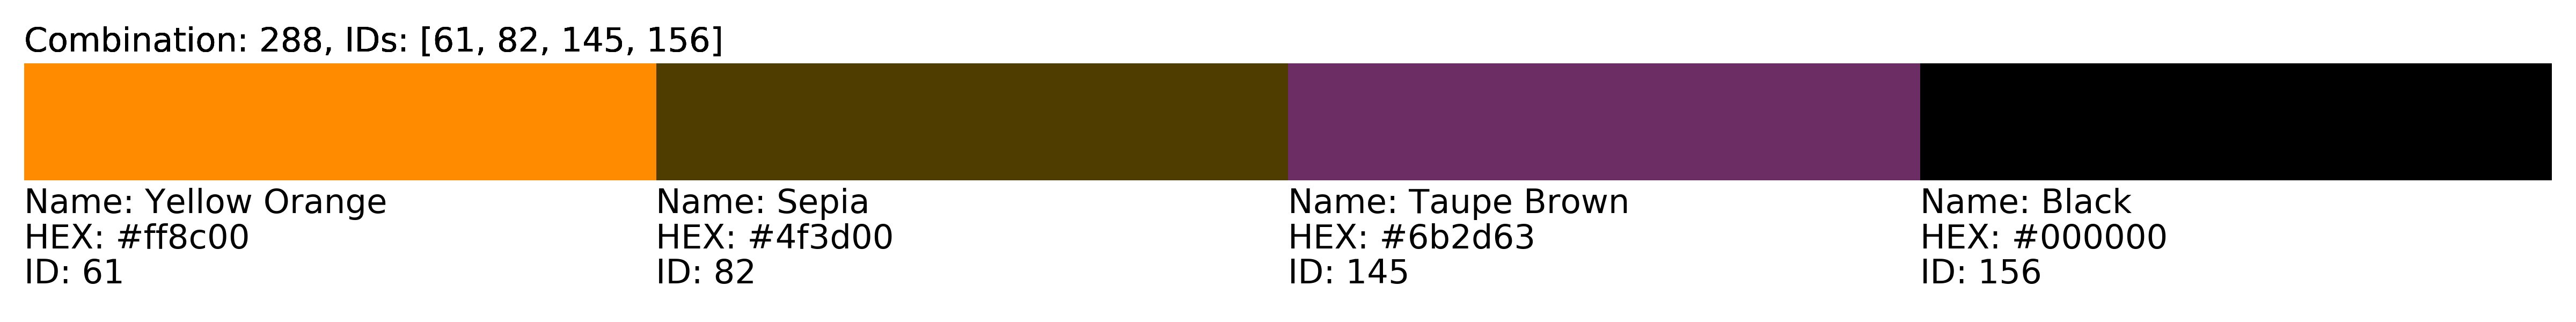 Combination: 288, IDs: [61, 82, 145, 156]
Name: Yellow Orange
HEX: #ff8c00
ID: 61
Name: Sepia
HEX: #4f3d00
ID: 82
Name: Taupe Brown
HEX: #6b2d63
ID: 145
Name: Black
HEX: #000000
ID: 156